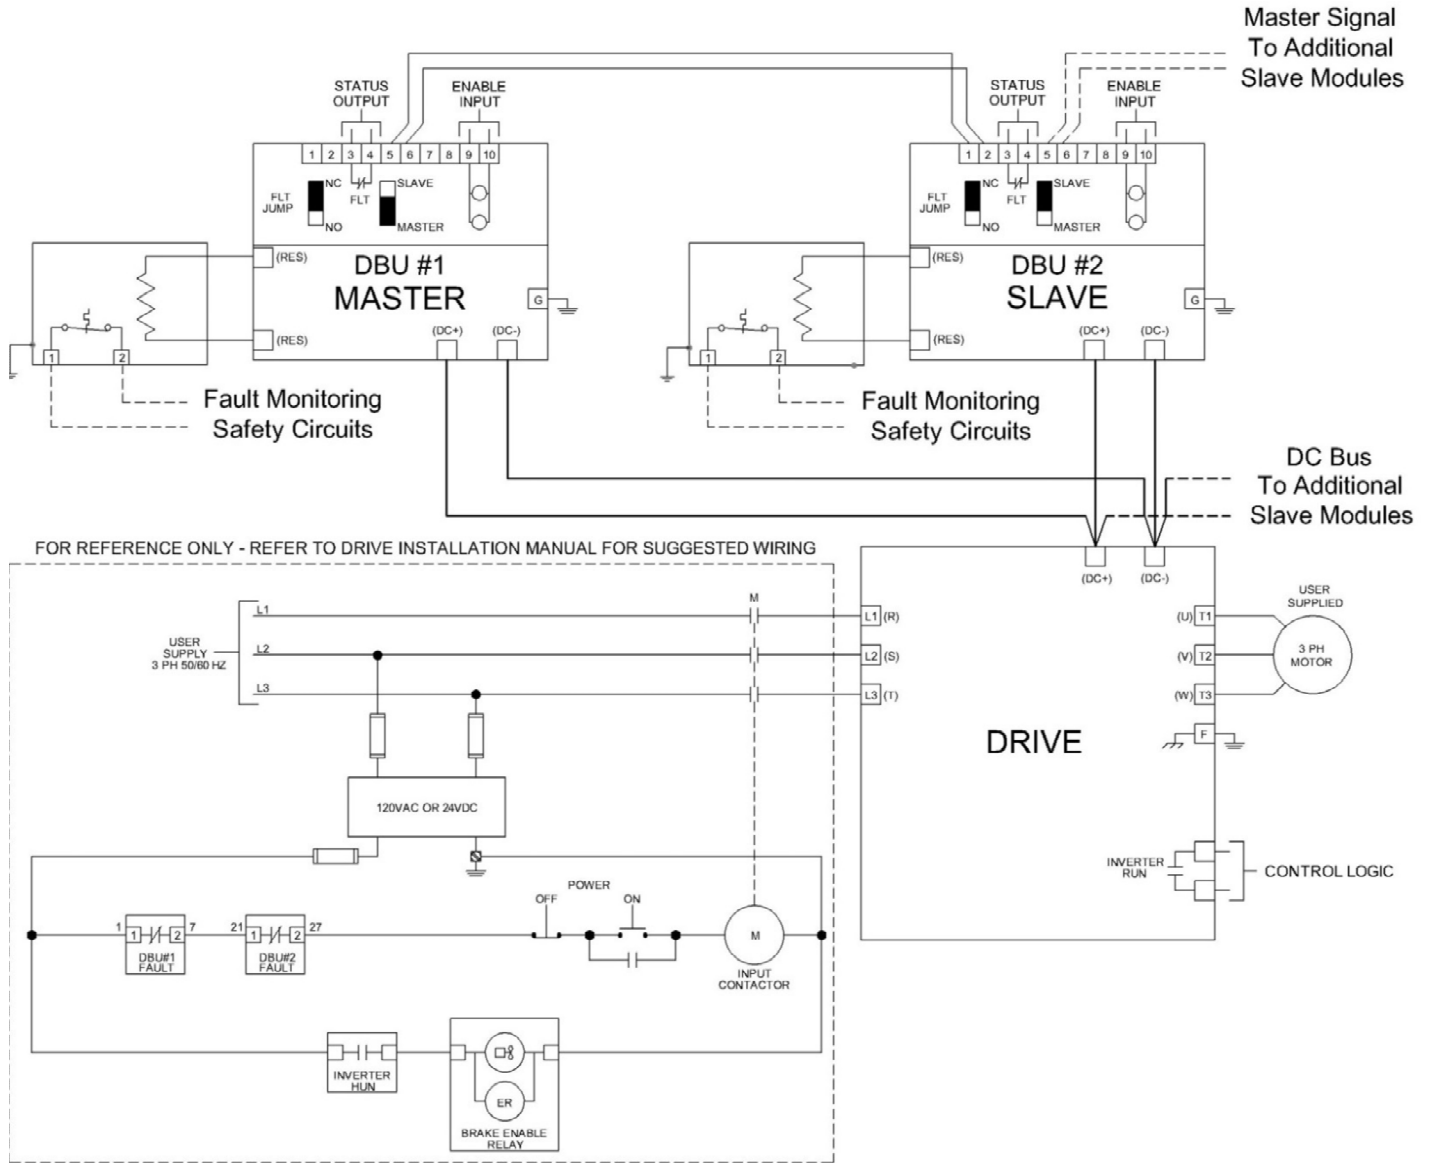 Master Signal
To Additional
Slave Modules
STATUS
OUTPUT
ENABLE
INPUT
STATUS
OUTPUT
ENABLE
INPUT
1 2 3 4 5 6 7 8 9 10
1 2 3 4 5 6 7 8 9 10
FLT
JUMP
NC
NO
FLT
SLAVE
MASTER
FLT
JUMP
NC
NO
FLT
SLAVE
MASTER
(RES)
DBU #1
MASTER
G
(RES)
(DC+)
(DC-)
1
2
(RES)
DBU #2
SLAVE
G
(RES)
(DC+)
(DC-)
1
2
Fault Monitoring
Safety Circuits
Fault Monitoring
Safety Circuits
DC Bus
To Additional
Slave Modules
FOR REFERENCE ONLY - REFER TO DRIVE INSTALLATION MANUAL FOR SUGGESTED WIRING
(DC+)
(DC-)
USER
SUPPLY
3 PH 50/60 HZ
L1
L2
L3
M
L1 (R)
L2 (S)
L3 (T)
(U) T1
(V) T2
(W) T3
F
USER
SUPPLIED
3 PH
MOTOR
DRIVE
120VAC OR 24VDC
INVERTER
RUN
CONTROL LOGIC
POWER
OFF
ON
1
1
2
7
DBU#1
FAULT
21
1
2
27
DBU#2
FAULT
M
INPUT
CONTACTOR
INVERTER
HUN
ER
BRAKE ENABLE
RELAY